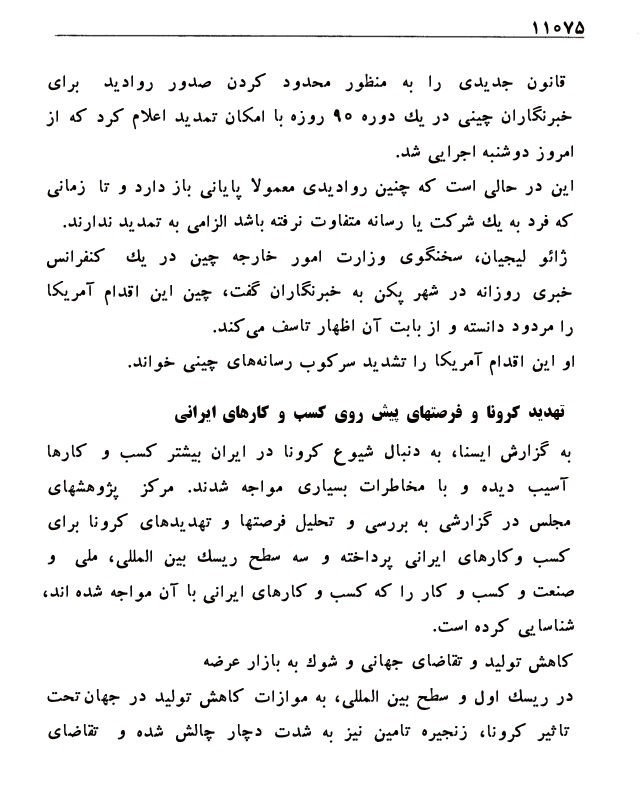 ۱۱۰۷۵
قانون جدیدی را به منظور محدود کردن صدور روادید برای
خبرنگاران چینی در یك دوره ۹۰ روزه با امکان تمدید اعلام کرد که از
امروز دوشنبه اجرایی شد.
این در حالی است که چنین روادیدی معمولا پایانی باز دارد و تا زمانی
که فرد به یك شرکت یا رسانه متفاوت نرفته باشد الزامی به تمدید ندارند.
ژائو لیجیان، سخنگوی وزارت امور خارجه چین در یك کنفرانس
خبری روزانه در شهر پکن به خبرنگاران گفت، چین این اقدام آمریکا
را مردود دانسته و از بابت آن اظهار تاسف می‌کند.
او این اقدام آمریکا را تشدید سرکوب رسانه‌های چینی خواند.
تهدید کرونا و فرصتهای پیش روی کسب و کارهای ایرانی
به گزارش ایسنا، به دنبال شیوع کرونا در ایران بیشتر کسب و کارها
آسیب دیده و با مخاطرات بسیاری مواجه شدند. مرکز پژوهشهای
مجلس در گزارشی به بررسی و تحلیل فرصتها و تهدیدهای کرونا برای
کسب وکارهای ایرانی پرداخته و سه سطح ریسك بین المللی، ملی و
صنعت و کسب و کار را که کسب و کارهای ایرانی با آن مواجه شده اند،
شناسایی کرده است.
کاهش تولید و تقاضای جهانی و شوك به بازار عرضه
در ریسك اول و سطح بین المللی، به موازات کاهش تولید در جهان تحت
تاثیر کرونا، زنجیره تامین نیز به شدت دچار چالش شده و تقاضای